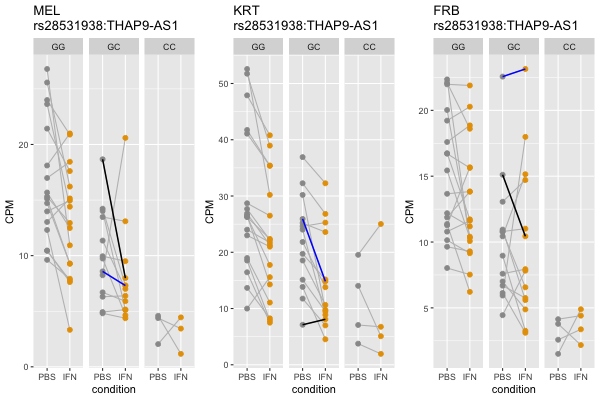 MEL
rs28531938:THAP9-AS1
GG GC CC
CPM
20
10
0
PBS IFN PBS IFN PBS IFN
condition
KRT
rs28531938:THAP9-AS1
GG GC CC
CPM
50
40
30
20
10
0
PBS IFN PBS IFN PBS IFN
condition
FRB
rs28531938:THAP9-AS1
GG GC CC
CPM
20
15
10
5
PBS IFN PBS IFN PBS IFN
condition